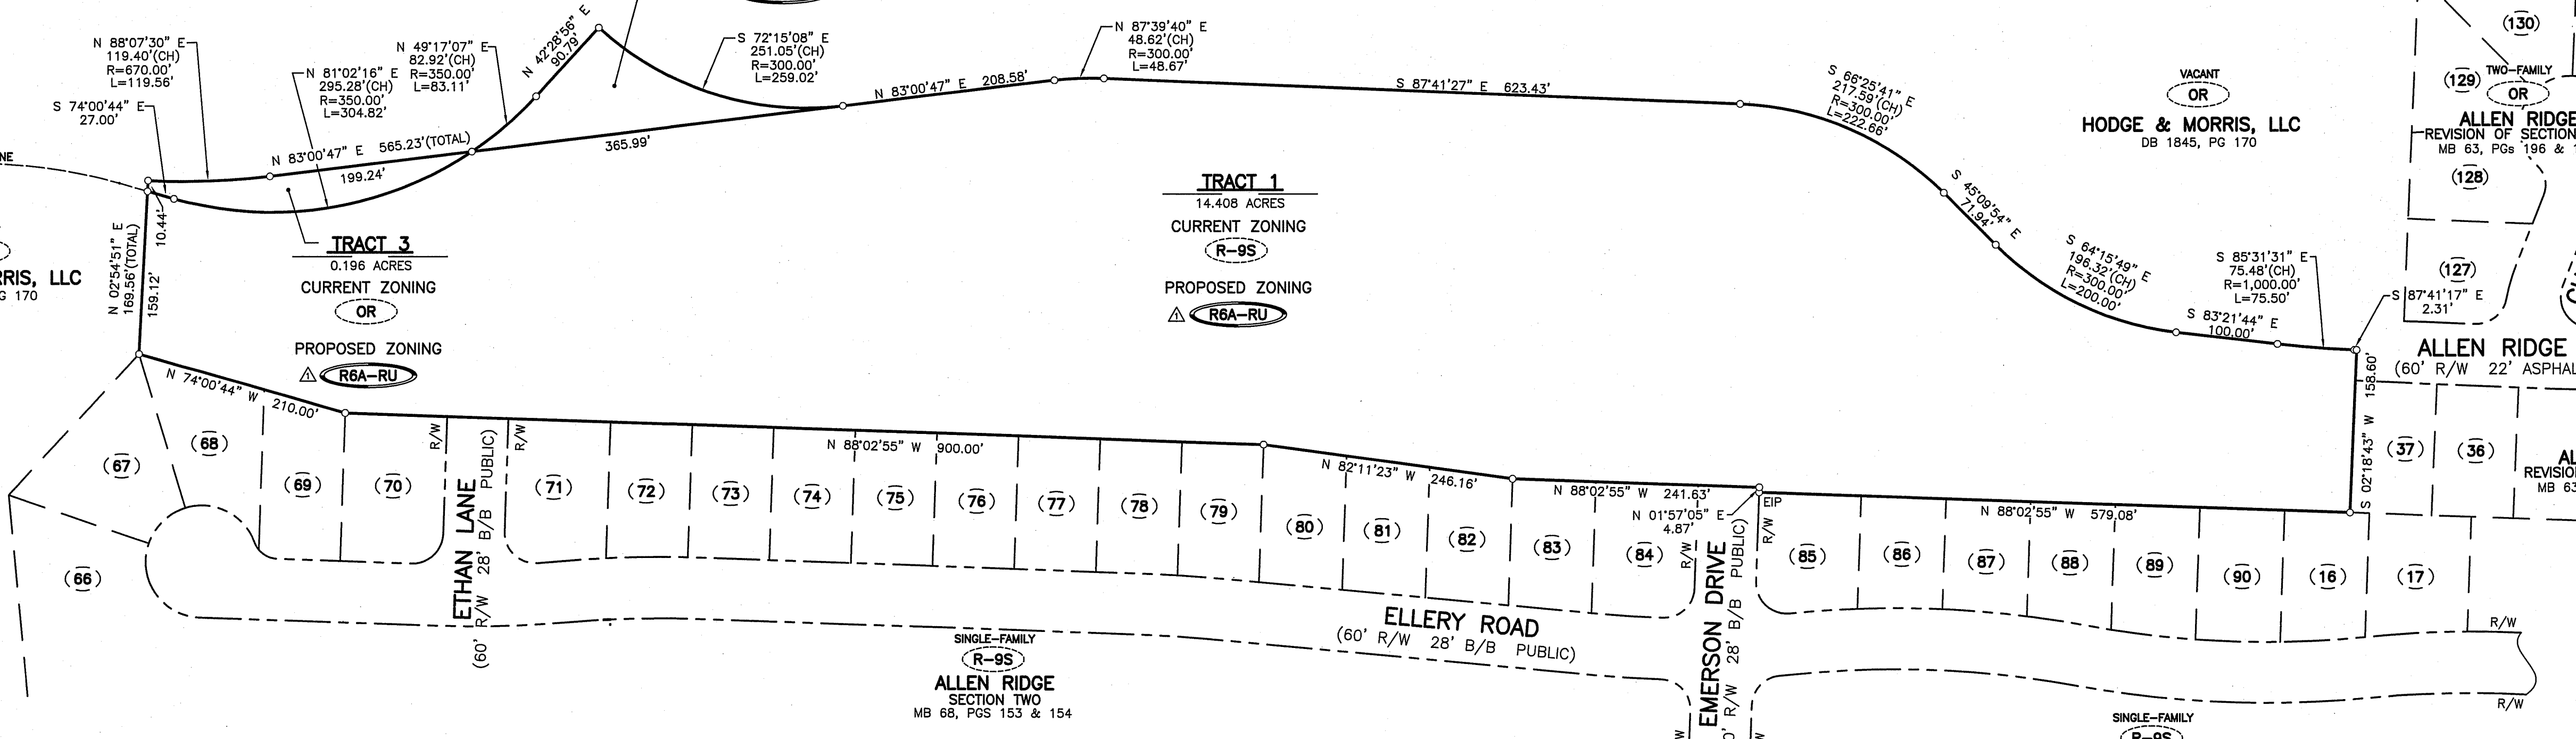 N 88°07'30" E
119.40'(CH)
R=670.00'
L=119.56'
S 74°00'44" E
27.00'
N 81°02'16" E
295.28'(CH)
R=350.00'
L=304.82'
N 49°17'07" E
82.92'(CH)
R=350.00'
L=83.11'
N 42°28'56" E
90.79'
S 72°15'08" E
251.05'(CH)
R=300.00'
L=259.02'
N 83°00'47" E 208.58'
N 87°39'40" E
48.62'(CH)
R=300.00'
L=48.67'
S 87°41'27" E 623.43'
S 66°25'41" E
217.59'(CH)
R=300.00'
L=222.66'
S 45°09'54" E
71.94'
S 64°15'49" E
196.32'(CH)
R=300.00'
L=200.00'
S 83°21'44" E
100.00'
S 85°31'31" E
75.48'(CH)
R=1,000.00'
L=75.50'
S 87°41'17" E
2.31'
S 02°18'43" W 158.60'
N 83°00'47" E 565.23'(TOTAL)
199.24'
365.99'
10.44'
N 02°54'51" E
169.56'(TOTAL)
159.12'
TRACT 3
0.196 ACRES
CURRENT ZONING
OR
PROPOSED ZONING
1 R6A-RU
TRACT 1
14.408 ACRES
CURRENT ZONING
R-9S
PROPOSED ZONING
1 R6A-RU
VACANT
OR
HODGE & MORRIS, LLC
DB 1845, PG 170
NE
RRIS, LLC
G 170
(130)
(129)
TWO-FAMILY
OR
ALLEN RIDGE
REVISION OF SECTION
MB 63, PGs 196 & 1
(128)
(127)
ALLEN RIDGE
(60' R/W 22' ASPHAL
(37)
(36)
AL
REVISION
MB 63
N 74°00'44" W 210.00'
N 88°02'55" W 900.00'
N 82°11'23" W 246.16'
N 88°02'55" W 241.63'
N 01°57'05" E
4.87'
EIP
N 88°02'55" W 579.08'
(66)
(67)
(68)
(69)
(70)
R/W
R/W
ETHAN LANE
(60' R/W 28' B/B PUBLIC)
(71)
(72)
(73)
(74)
(75)
(76)
(77)
(78)
(79)
(80)
(81)
(82)
(83)
(84)
R/W
R/W
EMERSON DRIVE
0' R/W 28' B/B PUBLIC)
(85)
(86)
(87)
(88)
(89)
(90)
(16)
(17)
ELLERY ROAD
(60' R/W 28' B/B PUBLIC)
R/W
R/W
SINGLE-FAMILY
R-9S
ALLEN RIDGE
SECTION TWO
MB 68, PGS 153 & 154
SINGLE-FAMILY
R-9S